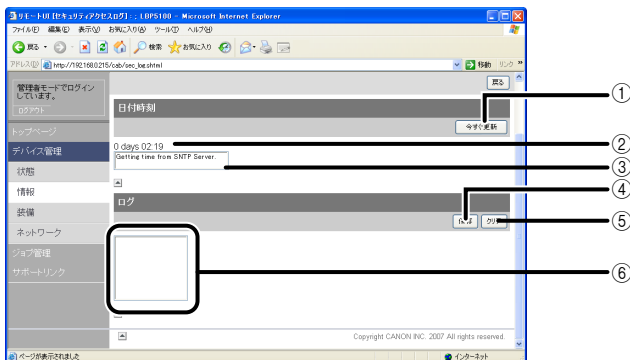 リモートUI [セキュリティアクセスログ] : ; LBP5100 - Microsoft Internet Explorer
ファイル(F) 編集(E) 表示(V) お気に入り(A) ツール(T) ヘルプ(H)
戻る 検索 お気に入り
アドレス(D) http://192.168.0.215/cab/sec_log.shtml 移動 リンク »
管理者モードでログインしています。
ログアウト
戻る
日付時刻
①
今すぐ更新
トップページ
デバイス管理
0 days 02:19
②
Getting time from SNTP Server.
③
状態
情報
④
ログ
装備
クリア
⑤
ネットワーク
ジョブ管理
サポートリンク
⑥
Copyright CANON INC. 2007 All rights reserved.
ページが表示されました
インターネット